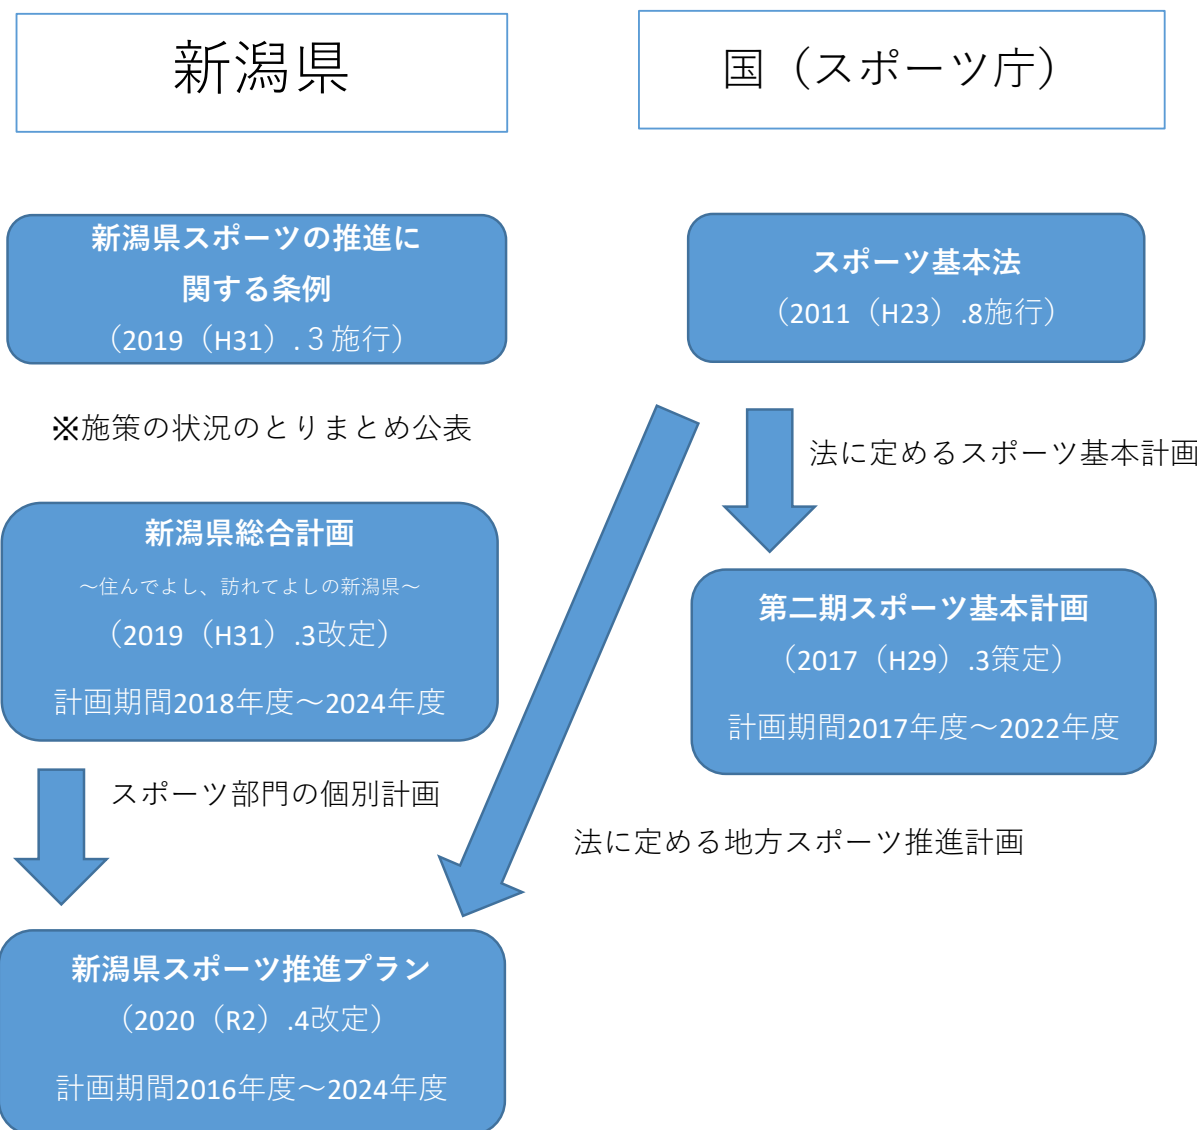 新潟県
国（スポーツ庁）
新潟県スポーツの推進に
関する条例
（2019（H31）.３施行）
※施策の状況のとりまとめ公表
新潟県総合計画
～住んでよし、訪れてよしの新潟県～
（2019（H31）.3改定）
計画期間2018年度～2024年度
スポーツ部門の個別計画
新潟県スポーツ推進プラン
（2020（R2）.4改定）
計画期間2016年度～2024年度
スポーツ基本法
（2011（H23）.8施行）
法に定めるスポーツ基本計画
第二期スポーツ基本計画
（2017（H29）.3策定）
計画期間2017年度～2022年度
法に定める地方スポーツ推進計画